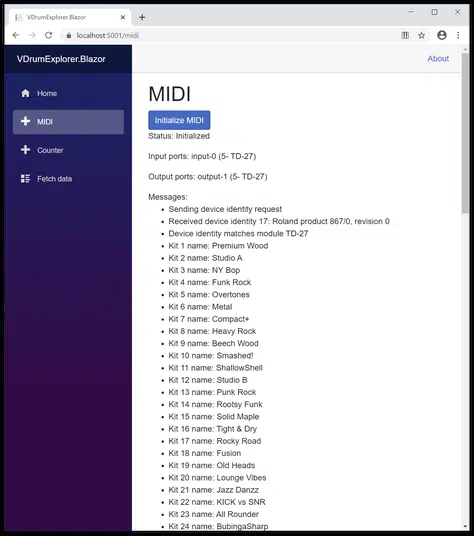 VDrumExplorer.Blazor
localhost:5001/midi
VDrumExplorer.Blazor
About
Home
MIDI
Counter
Fetch data
MIDI
Initialize MIDI
Status: Initialized
Input ports: input-0 (5- TD-27)
Output ports: output-1 (5- TD-27)
Messages:
Sending device identity request
Received device identity 17: Roland product 867/0, revision 0
Device identity matches module TD-27
Kit 1 name: Premium Wood
Kit 2 name: Studio A
Kit 3 name: NY Bop
Kit 4 name: Funk Rock
Kit 5 name: Overtones
Kit 6 name: Metal
Kit 7 name: Compact+
Kit 8 name: Heavy Rock
Kit 9 name: Beech Wood
Kit 10 name: Smashed!
Kit 11 name: ShallowShell
Kit 12 name: Studio B
Kit 13 name: Punk Rock
Kit 14 name: Rootsy Funk
Kit 15 name: Solid Maple
Kit 16 name: Tight & Dry
Kit 17 name: Rocky Road
Kit 18 name: Fusion
Kit 19 name: Old Heads
Kit 20 name: Lounge Vibes
Kit 21 name: Jazz Danzz
Kit 22 name: KICK vs SNR
Kit 23 name: All Rounder
Kit 24 name: BubingaSharp